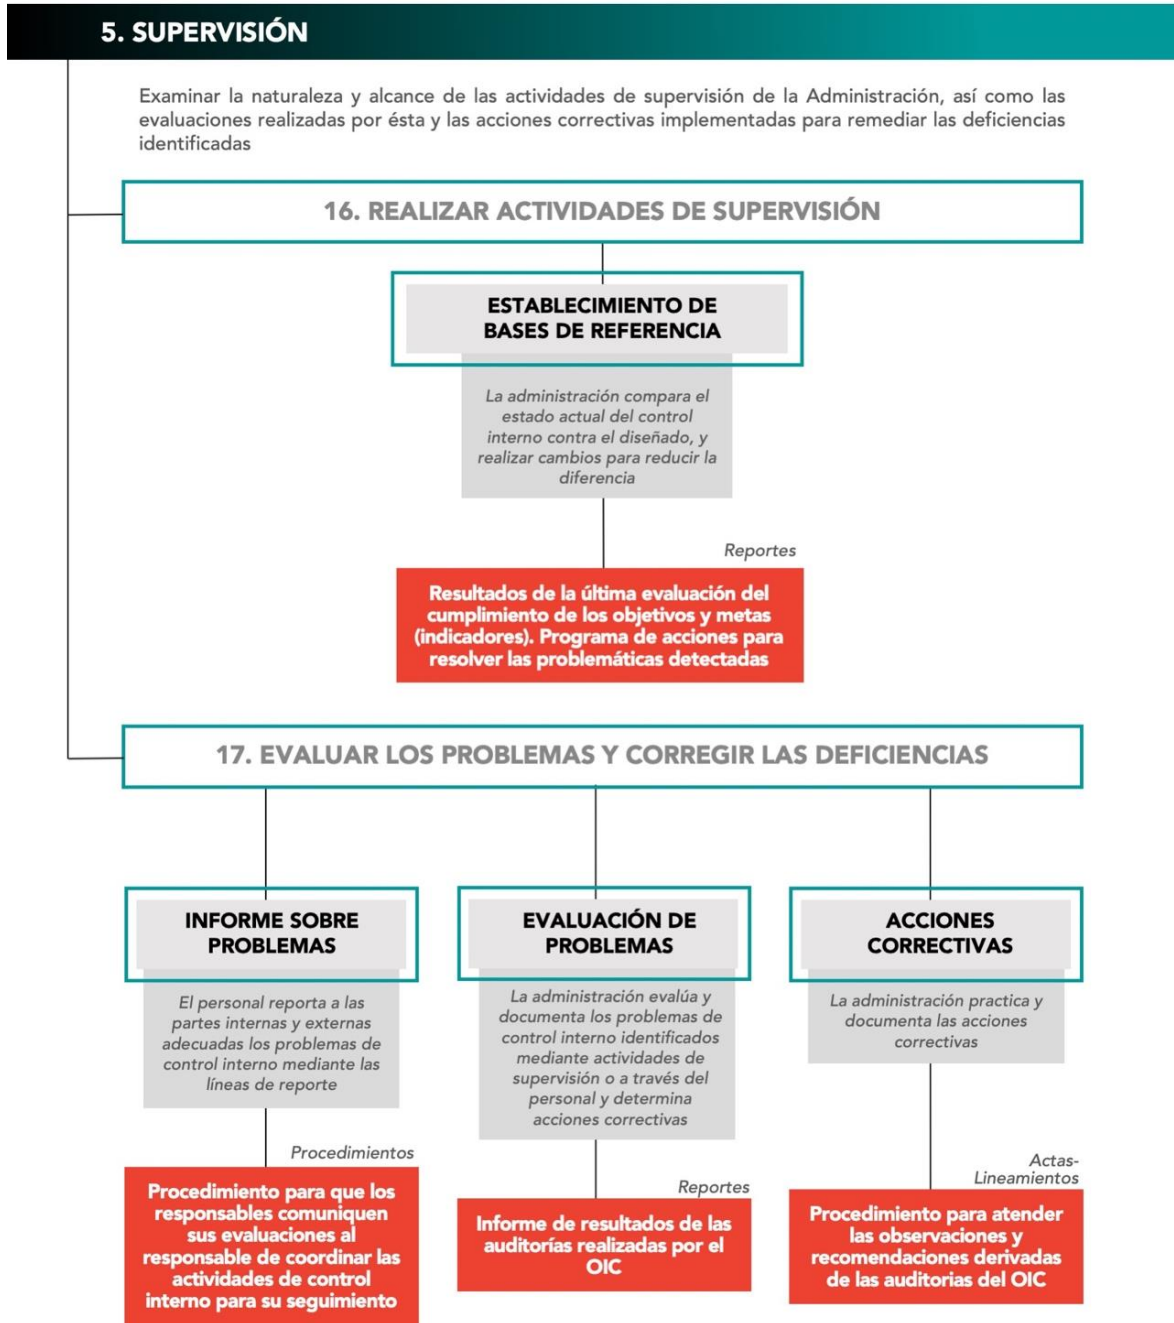 5. SUPERVISIÓN
Examinar la naturaleza y alcance de las actividades de supervisión de la Administración, así como las
evaluaciones realizadas por ésta y las acciones correctivas implementadas para remediar las deficiencias
identificadas
16. REALIZAR ACTIVIDADES DE SUPERVISIÓN
ESTABLECIMIENTO DE
BASES DE REFERENCIA
La administración compara el
estado actual del control
interno contra el diseñado, y
realizar cambios para reducir la
diferencia
Reportes
Resultados de la última evaluación del
cumplimiento de los objetivos y metas
(indicadores). Programa de acciones para
resolver las problemáticas detectadas
17. EVALUAR LOS PROBLEMAS Y CORREGIR LAS DEFICIENCIAS
INFORME SOBRE
PROBLEMAS
El personal reporta a las
partes internas y externas
adecuadas los problemas de
control interno mediante las
líneas de reporte
Procedimientos
Procedimiento para que los
responsables comuniquen
sus evaluaciones al
responsable de coordinar las
actividades de control
interno para su seguimiento
EVALUACIÓN DE
PROBLEMAS
La administración evalúa y
documenta los problemas de
control interno identificados
mediante actividades de
supervisión o a través del
personal y determina
acciones correctivas
Reportes
Informe de resultados de las
auditorías realizadas por el
OIC
ACCIONES
CORRECTIVAS
La administración practica y
documenta las acciones
correctivas
Actas-
Lineamientos
Procedimiento para atender
las observaciones y
recomendaciones derivadas
de las auditorias del OIC